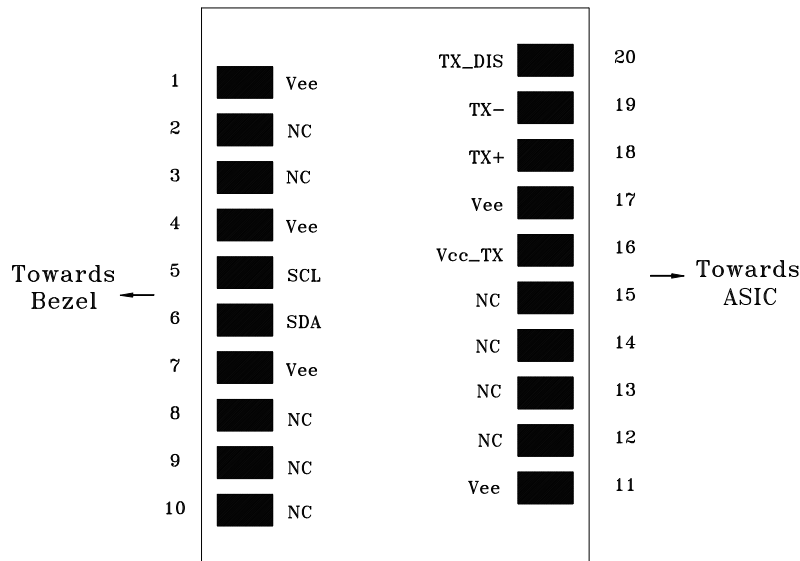 1 Vee
2 NC
3 NC
4 Vee
5 SCL
6 SDA
7 Vee
8 NC
9 NC
10 NC
Towards
Bezel
TX_DIS 20
TX- 19
TX+ 18
Vee 17
Vcc_TX 16
NC 15
NC 14
NC 13
NC 12
Vee 11
Towards
ASIC